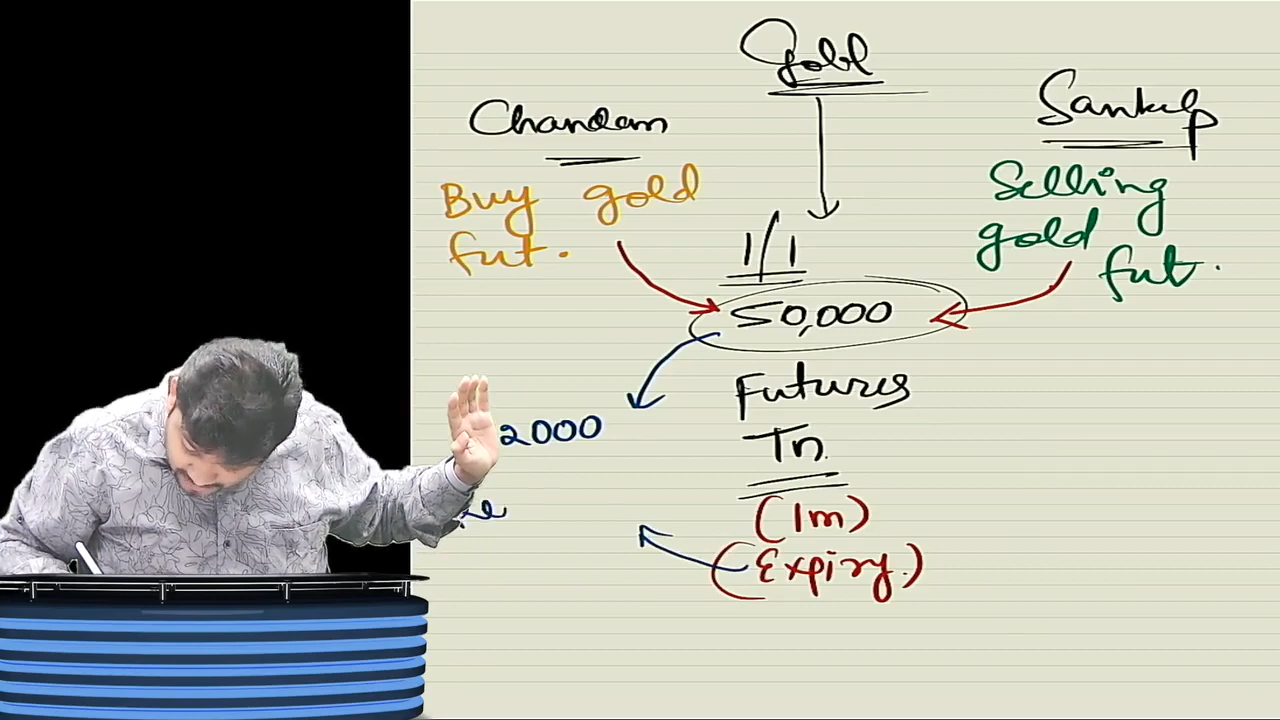 Gold
Chandan
Sankalp
Buy gold
fut.
Selling
gold
fut.
1/1
50,000
2000
Futures
Tn.
(1m)
(Expiry.)